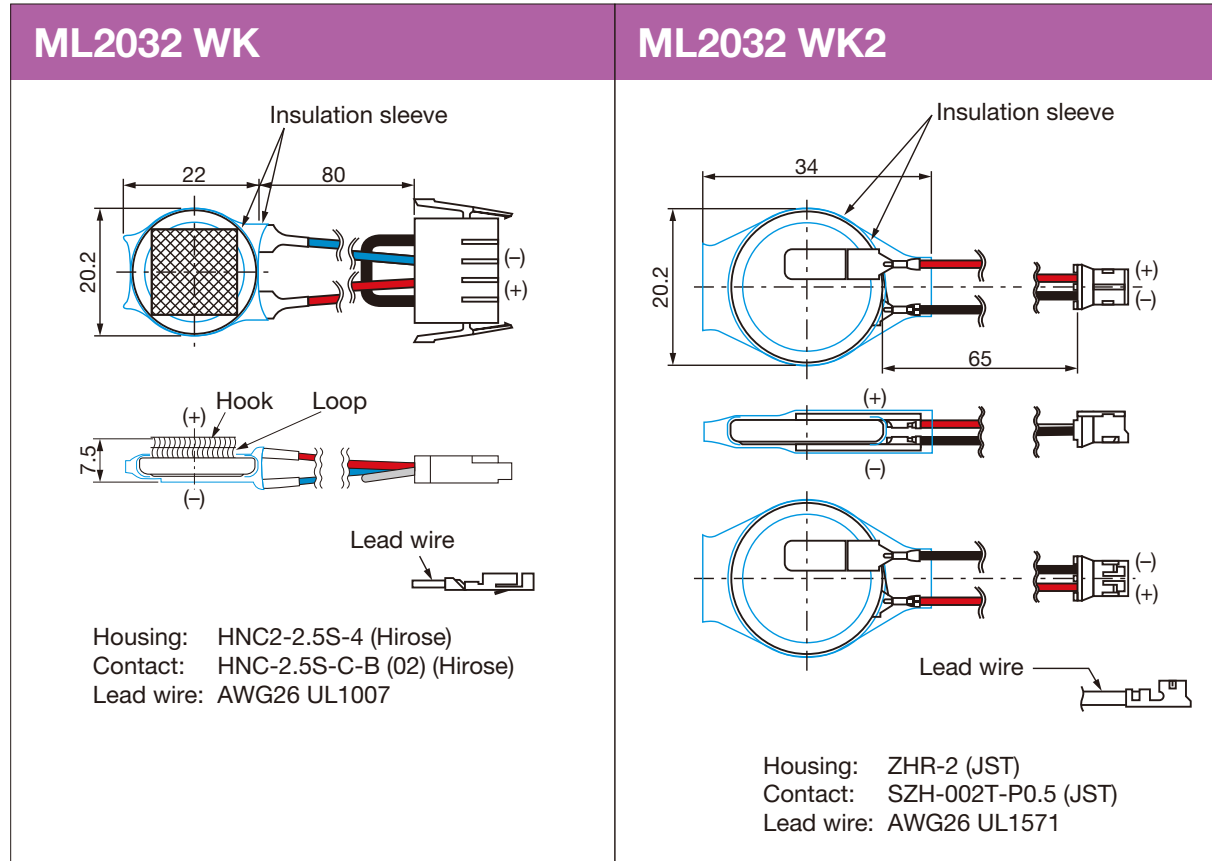 ML2032 WK
Insulation sleeve
22
80
20.2
(–)
(+)
Hook
Loop
(+)
7.5
(–)
Lead wire
Housing: HNC2-2.5S-4 (Hirose)
Contact: HNC-2.5S-C-B (02) (Hirose)
Lead wire: AWG26 UL1007
ML2032 WK2
Insulation sleeve
34
20.2
(+)
(–)
65
(+)
(–)
(–)
(+)
Lead wire
Housing: ZHR-2 (JST)
Contact: SZH-002T-P0.5 (JST)
Lead wire: AWG26 UL1571